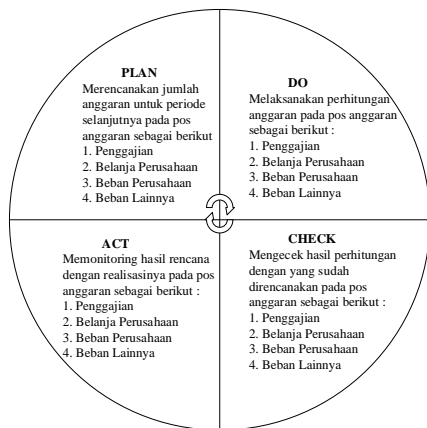 PLAN
Merencanakan jumlah
anggaran untuk periode
selanjutnya pada pos
anggaran sebagai berikut
1. Penggajian
2. Belanja Perusahaan
3. Beban Perusahaan
4. Beban Lainnya
DO
Melaksanakan perhitungan
anggaran pada pos anggaran
sebagai berikut :
1. Penggajian
2. Belanja Perusahaan
3. Beban Perusahaan
4. Beban Lainnya
ACT
Memonitoring hasil rencana
dengan realisasinya pada pos
anggaran sebagai berikut :
1. Penggajian
2. Belanja Perusahaan
3. Beban Perusahaan
4. Beban Lainnya
CHECK
Mengecek hasil perhitungan
dengan yang sudah
direncanakan pada pos
anggaran sebagai berikut :
1. Penggajian
2. Belanja Perusahaan
3. Beban Perusahaan
4. Beban Lainnya